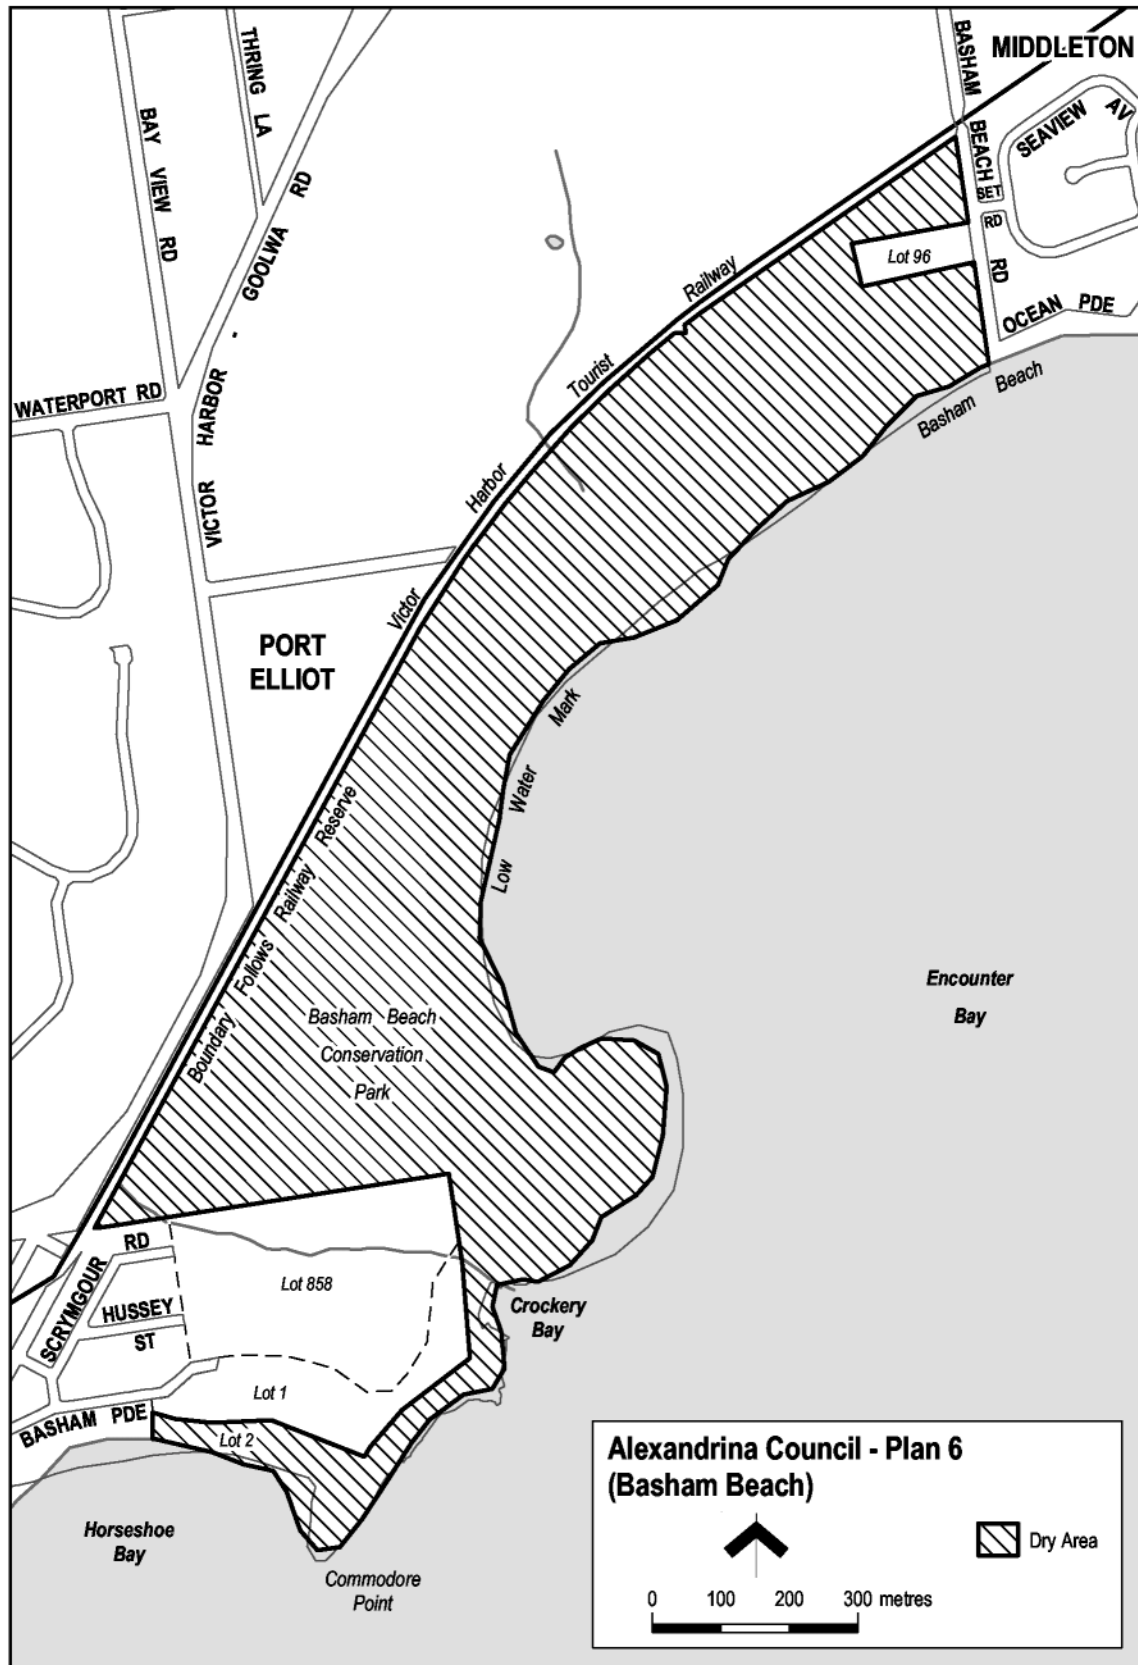 MIDDLETON
BASHAM
BEACH
RD
THRING LA
BAY VIEW RD
GOOLWA RD
-
VICTOR HARBOR
SEAVIEW AV
SET
RD
Lot 96
OCEAN PDE
Basham Beach
WATERPORT RD
Victor Harbor Tourist Railway
PORT
ELLIOT
Low Water Mark
Boundary Follows Railway Reserve
Encounter
Bay
Basham Beach
Conservation
Park
SCRYMGOUR
RD
HUSSEY
ST
Lot 858
Crockery
Bay
Lot 1
BASHAM PDE
Lot 2
Horseshoe
Bay
Commodore
Point
Alexandrina Council - Plan 6
(Basham Beach)
Dry Area
0 100 200 300 metres